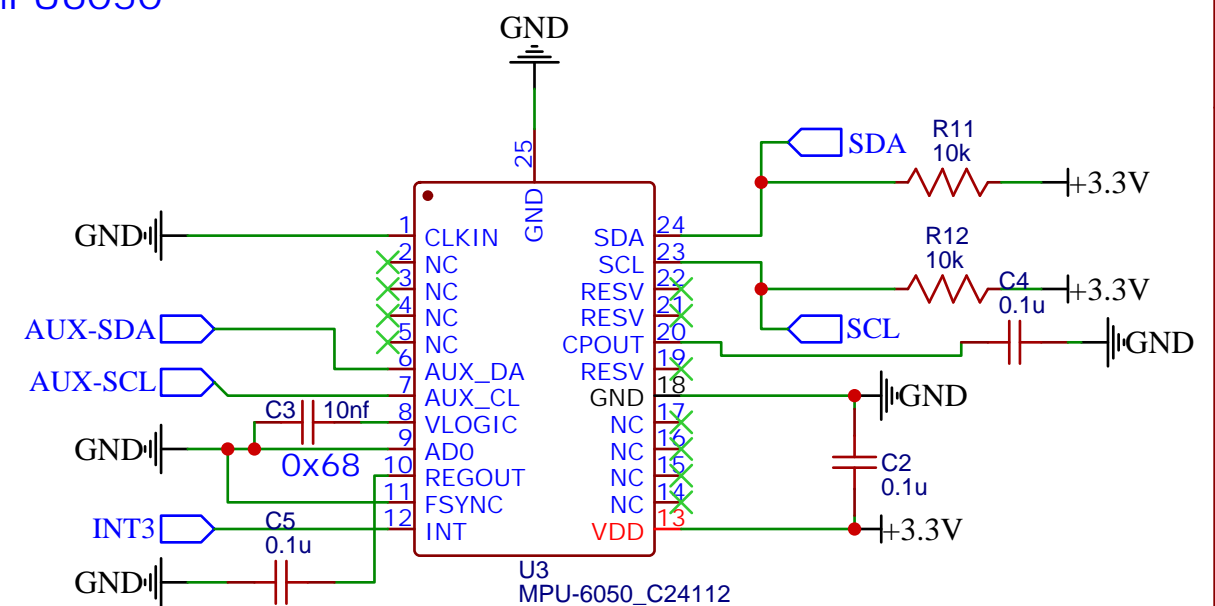 MPU6050
GND
25
GND
SDA
R11
10k
+3.3V
GND
1
CLKIN
SDA
24
2
NC
SCL
23
R12
10k
3
NC
RESV
22
C4
0.1u
+3.3V
4
NC
RESV
21
AUX-SDA
SCL
5
NC
CPOUT
20
GND
6
AUX_DA
RESV
19
AUX-SCL
7
AUX_CL
GND
18
GND
C3
10nf
8
VLOGIC
NC
17
GND
9
AD0
NC
16
0x68
10
REGOUT
NC
15
C2
0.1u
11
FSYNC
NC
14
INT3
C5
0.1u
12
INT
VDD
13
+3.3V
GND
U3
MPU-6050_C24112